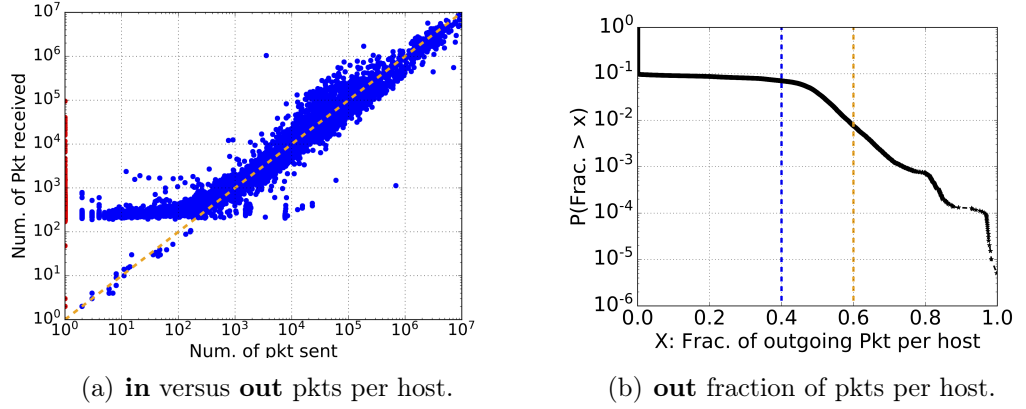 10^7
10^6
10^5
10^4
10^3
10^2
10^1
10^0
Num. of Pkt received
10^0 10^1 10^2 10^3 10^4 10^5 10^6 10^7
Num. of pkt sent
(a) in versus out pkts per host.
10^0
10^-1
10^-2
10^-3
10^-4
10^-5
10^-6
P(Frac. > x)
0.0 0.2 0.4 0.6 0.8 1.0
X: Frac. of outgoing Pkt per host
(b) out fraction of pkts per host.